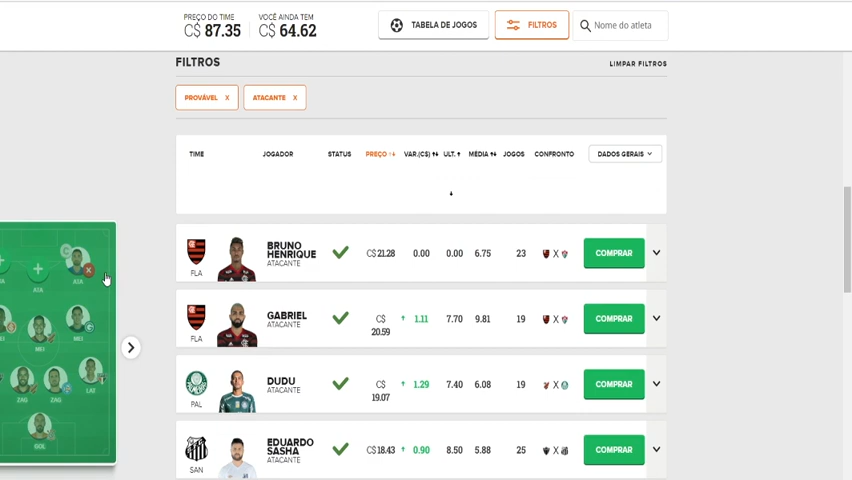 PREÇO DO TIME
C$ 87.35
VOCÊ AINDA TEM
C$ 64.62
TABELA DE JOGOS
FILTROS
Nome do atleta
FILTROS
LIMPAR FILTROS
PROVÁVEL X
ATACANTE X
TIME JOGADOR STATUS PREÇO VAR.(C$) ULT. MÉDIA JOGOS CONFRONTO DADOS GERAIS
FLA
BRUNO
HENRIQUE
ATACANTE
C$ 21.28 0.00 0.00 6.75 23 X COMPRAR
FLA
GABRIEL
ATACANTE
C$
20.59
1.11 7.70 9.81 19 X COMPRAR
PAL
DUDU
ATACANTE
C$
19.07
1.29 7.40 6.08 19 X COMPRAR
SAN
EDUARDO
SASHA
ATACANTE
C$ 18.43 0.90 8.50 5.88 25 X COMPRAR
C
ATA
ATA
MEI
MEI
ZAG
ZAG
LAT
GOL